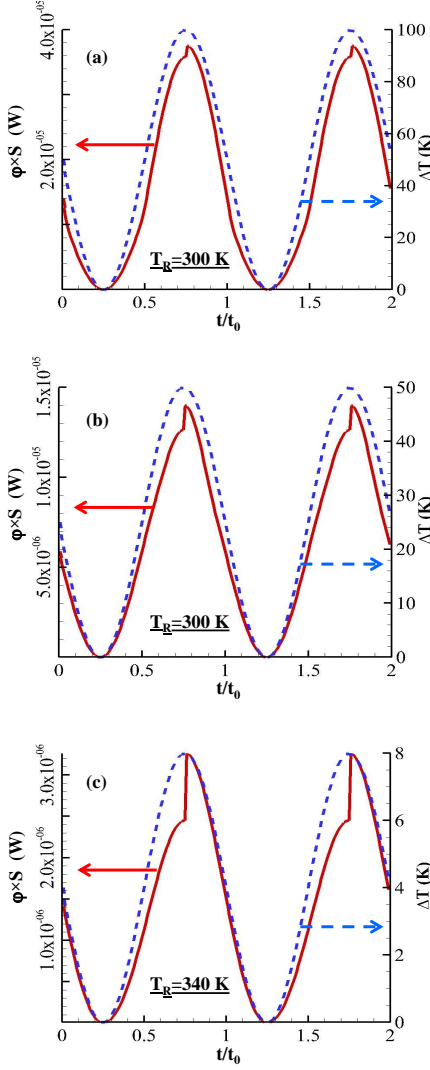 4.0x10⁻⁰⁵
100
(a)
80
φ×S (W)
60
ΔT (K)
2.0x10⁻⁰⁵
40
20
T_R=300 K
0
0
0.5
1
1.5
2
t/t₀
1.5x10⁻⁰⁵
50
(b)
40
φ×S (W)
1.0x10⁻⁰⁵
30
ΔT (K)
5.0x10⁻⁰⁶
20
10
T_R=300 K
0
0
0.5
1
1.5
2
t/t₀
8
(c)
3.0x10⁻⁰⁶
6
φ×S (W)
2.0x10⁻⁰⁶
4
ΔT (K)
1.0x10⁻⁰⁶
2
T_R=340 K
0
0
0.5
1
1.5
2
t/t₀